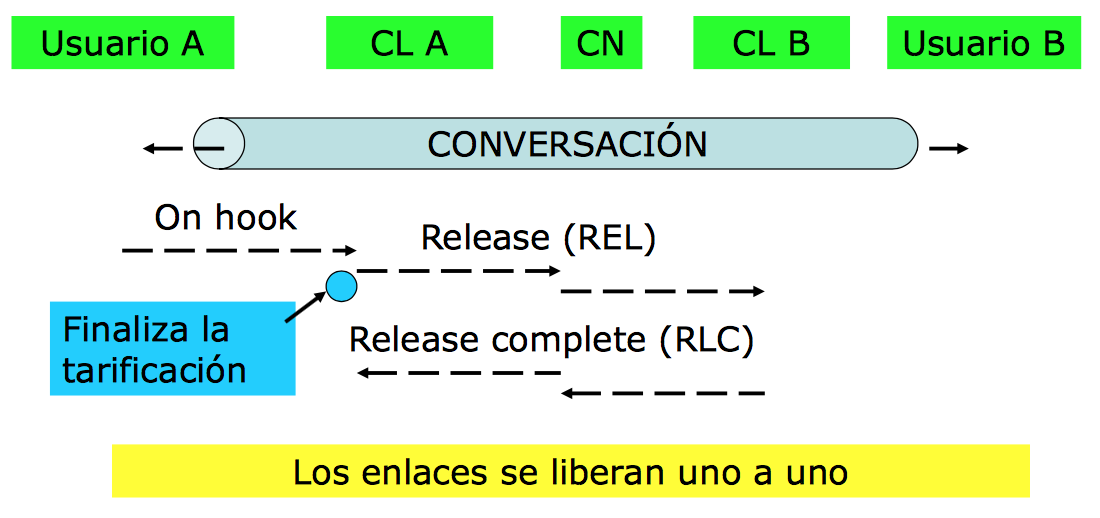 Usuario A
CL A
CN
CL B
Usuario B
CONVERSACIÓN
On hook
Release (REL)
Finaliza la
tarificación
Release complete (RLC)
Los enlaces se liberan uno a uno